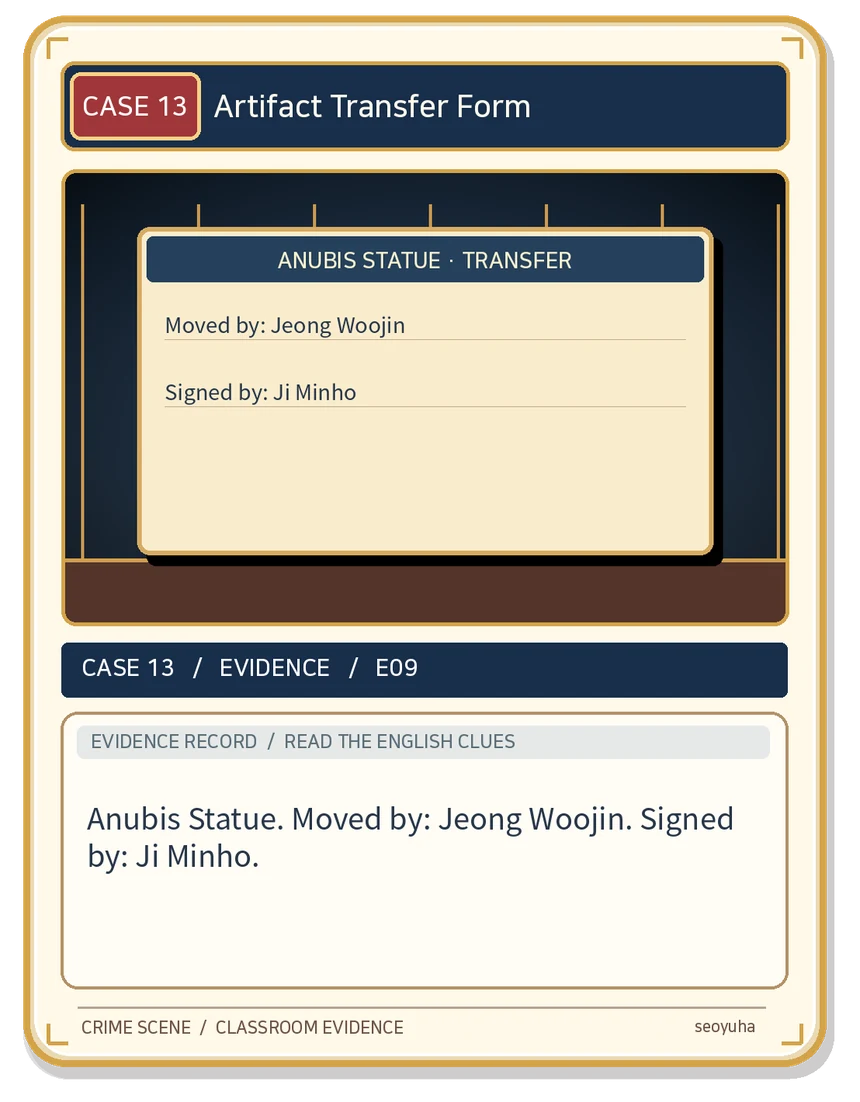 CASE 13 Artifact Transfer Form
ANUBIS STATUE · TRANSFER
Moved by: Jeong Woojin
Signed by: Ji Minho
CASE 13 / EVIDENCE / E09
EVIDENCE RECORD / READ THE ENGLISH CLUES
Anubis Statue. Moved by: Jeong Woojin. Signed
by: Ji Minho.
CRIME SCENE / CLASSROOM EVIDENCE seoyuha